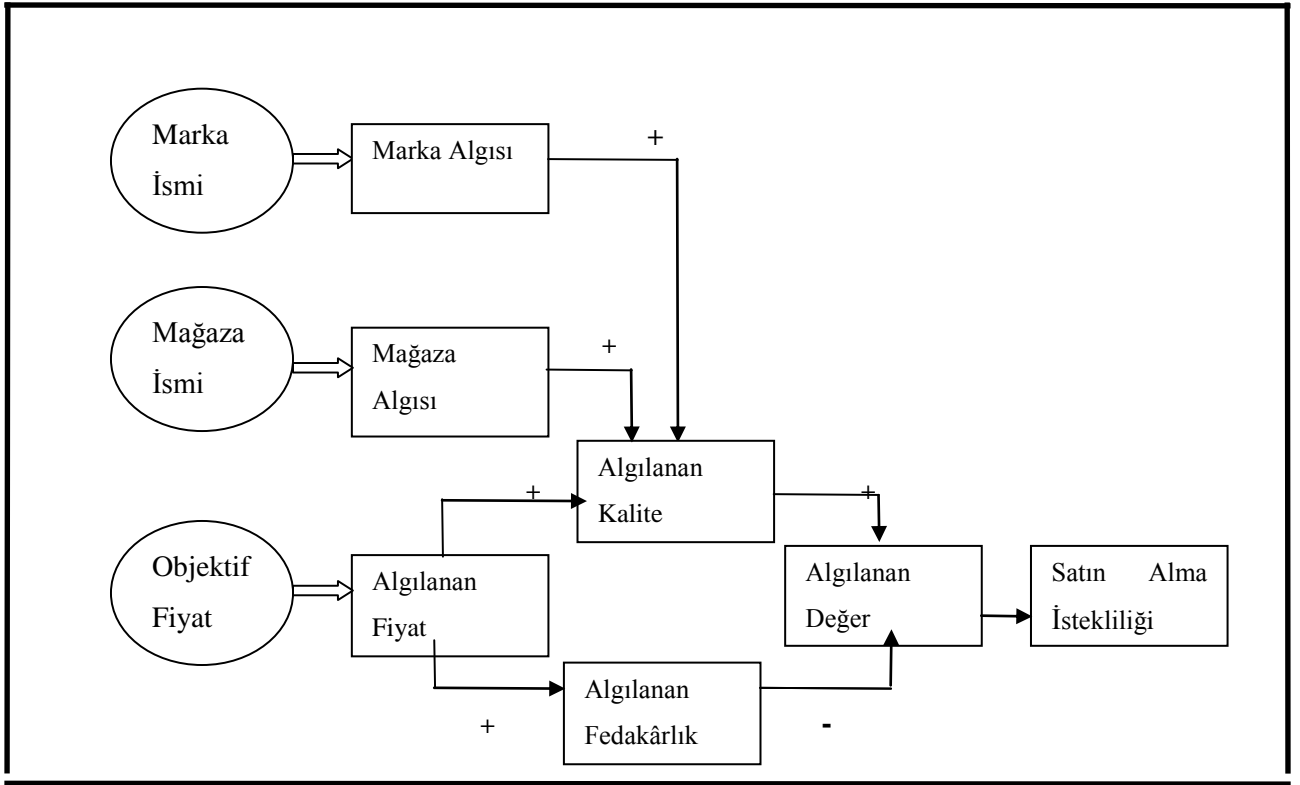 Marka
İsmi
Marka Algısı
+
Mağaza
İsmi
Mağaza
Algısı
+
Objektif
Fiyat
Algılanan
Fiyat
+
+
Algılanan
Kalite
+
Algılanan
Fedakârlık
-
Algılanan
Değer
Satın Alma
İstekliliği